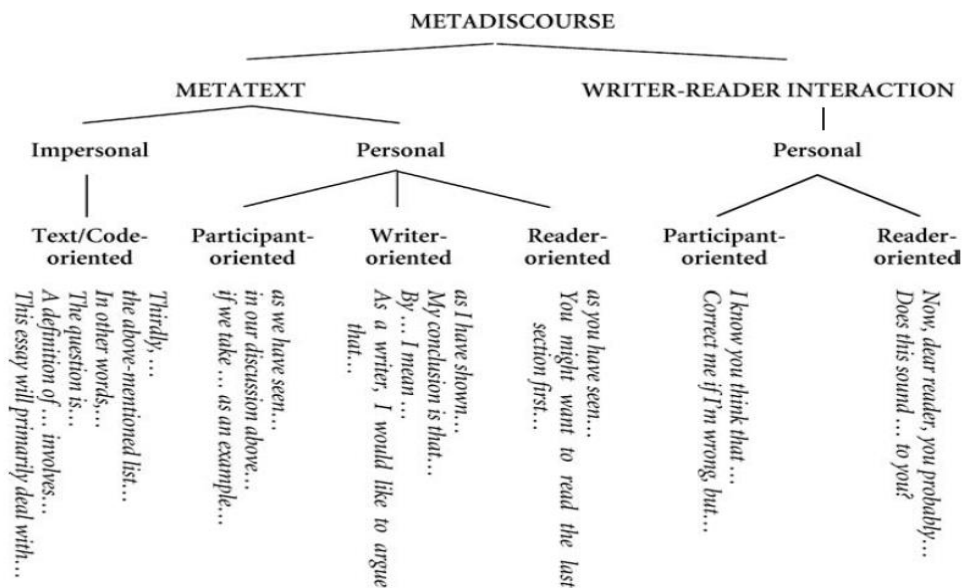 METADISCOURSE
METATEXT
WRITER-READER INTERACTION
Impersonal
Personal
Personal
Text/Code-
oriented
Participant-
oriented
Writer-
oriented
Reader-
oriented
Participant-
oriented
Reader-
oriented
Thirdly, …
the above-mentioned list…
In other words,…
The question is…
A definition of … involves…
This essay will primarily deal with…
as we have seen…
in our discussion above…
if we take … as an example…
as I have shown…
My conclusion is that…
By … I mean …
As a writer, I would like to argue
that…
as you have seen…
You might want to read the last
section first…
I know you think that …
Correct me if I'm wrong, but…
Now, dear reader, you probably…
Does this sound … to you?